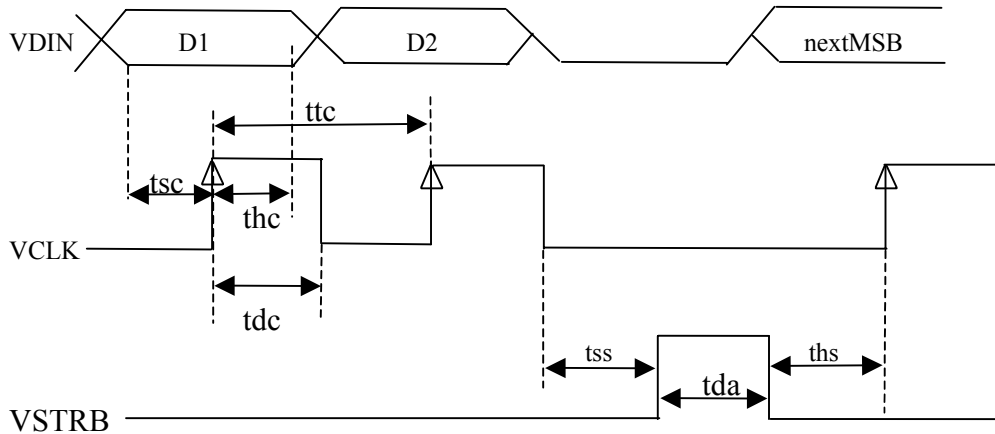 VDIN D1 D2 nextMSB
ttc
tsc
thc
VCLK
tdc
tss ths
tda
VSTRB